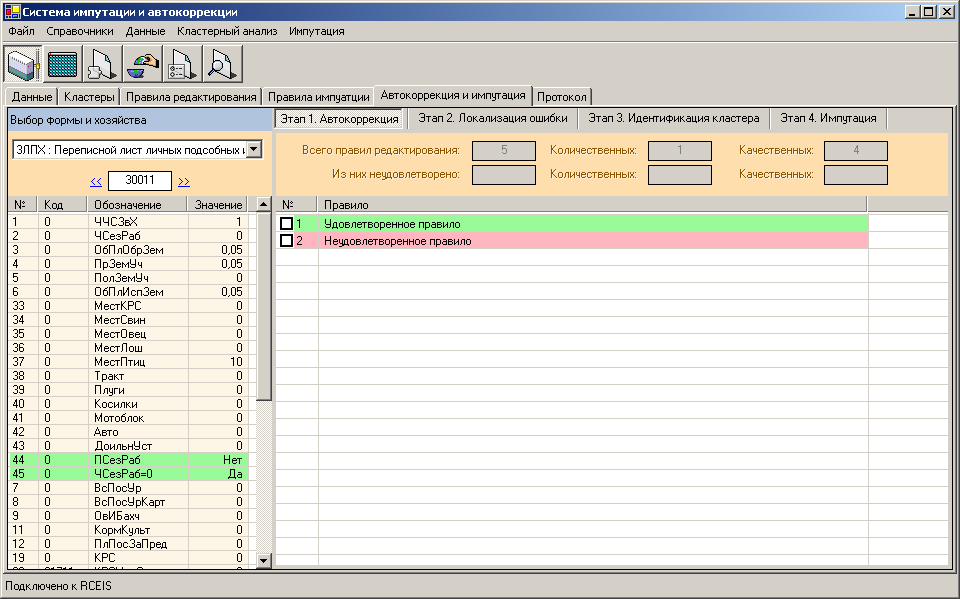 Система импутации и автокоррекции
Файл Справочники Данные Кластерный анализ Импутация
Данные Кластеры Правила редактирования Правила импуатции Автокоррекция и импутация Протокол
Выбор формы и хозяйства
Этап 1. Автокоррекция Этап 2. Локализация ошибки Этап 3. Идентификация кластера Этап 4. Импутация
3ЛПХ : Переписной лист личных подсобных
<< 30011 >>
Всего правил редактирования: 5 Количественных: 1 Качественных: 4
Из них неудовлетворено: Количественных: Качественных:
№ Код Обозначение Значение
1 0 ЧЧСЗвХ 1
2 0 ЧСезРаб 0
3 0 ОбПлОбрЗем 0,05
4 0 ПрЗемУч 0,05
5 0 ПолЗемУч 0
6 0 ОбПлИспЗем 0,05
33 0 МестКРС 0
34 0 МестСвин 0
35 0 МестОвец 0
36 0 МестЛош 0
37 0 МестПтиц 10
38 0 Тракт 0
39 0 Плуги 0
40 0 Косилки 0
41 0 Мотоблок 0
42 0 Авто 0
43 0 ДоильнУст 0
44 0 ПСезРаб Нет
45 0 ЧСезРаб=0 Да
7 0 ВсПосУр 0
8 0 ВсПосУрКарт 0
9 0 ОвИБахч 0
11 0 КормКульт 0
12 0 ПлПосЗаПред 0
19 0 КРС 0
№ Правило
1 Удовлетворенное правило
2 Неудовлетворенное правило
Подключено к RCEIS